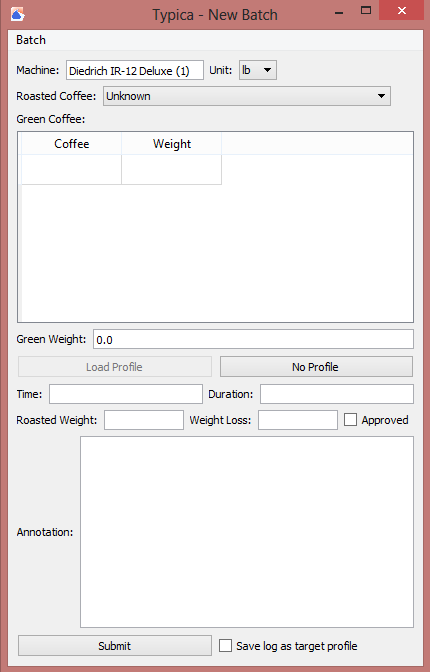 Typica - New Batch
Batch
Machine: Diedrich IR-12 Deluxe (1) Unit: lb
Roasted Coffee: Unknown
Green Coffee:
Coffee Weight
Green Weight: 0.0
Load Profile No Profile
Time: Duration:
Roasted Weight: Weight Loss: Approved
Annotation:
Submit Save log as target profile